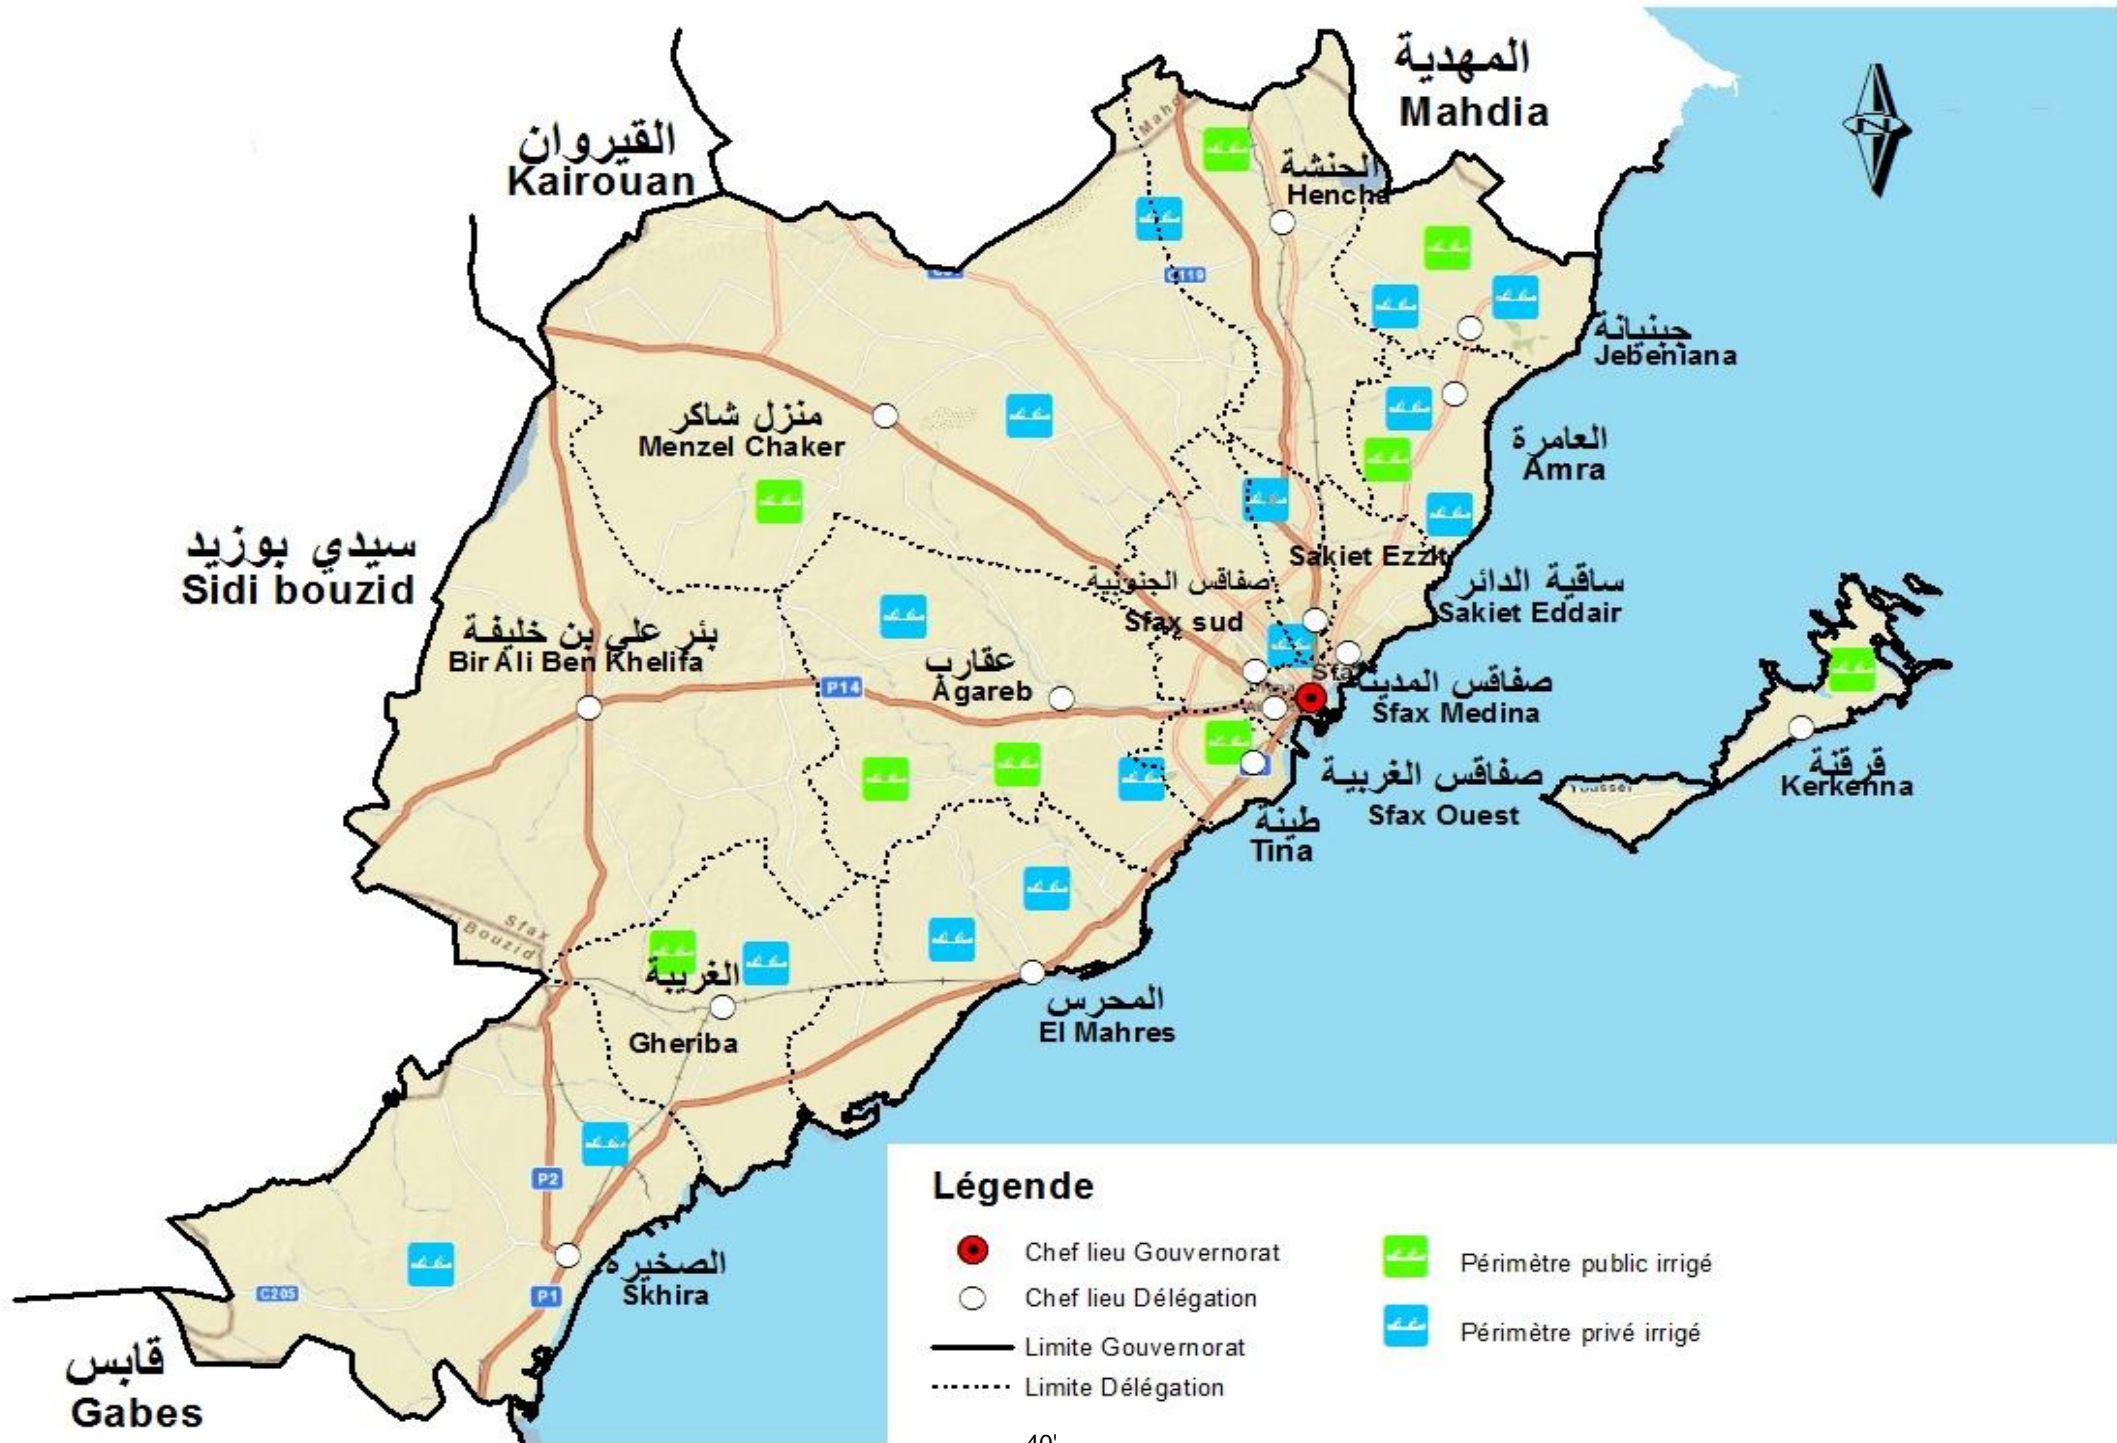 المهدية
Mahdia
القيروان
Kairouan
Mahd
الحنشة
Hencha
C119
جبنيانة
Jebeniana
منزل شاكر
Menzel Chaker
العامرة
Amra
سيدي بوزيد
Sidi bouzid
Sakiet Ezzit
صفاقس الجنوبية
Sfax sud
ساقية الدائر
Sakiet Eddair
بئر علي بن خليفة
Bir Ali Ben Khelifa
عقارب
Agareb
P14
Sfa
صفاقس المدينة
Sfax Medina
صفاقس الغربية
Sfax Ouest
قرقنة
Kerkenna
طينة
Tina
Sfax
Bouzid
الغريبة
Gheriba
المحرس
El Mahres
P2
الصخيرة
Skhira
C205
P1
قابس
Gabes
Légende
Chef lieu Gouvernorat
Chef lieu Délégation
Limite Gouvernorat
Limite Délégation
Périmètre public irrigé
Périmètre privé irrigé